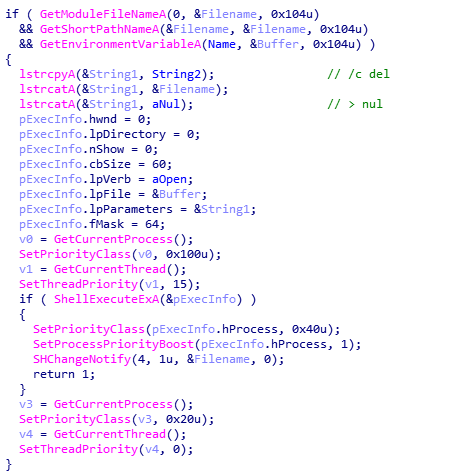 if ( GetModuleFileNameA(0, &Filename, 0x104u)
  && GetShortPathNameA(&Filename, &Filename, 0x104u)
  && GetEnvironmentVariableA(Name, &Buffer, 0x104u) )
{
  lstrcpyA(&String1, String2);                  // /c del
  lstrcatA(&String1, &Filename);
  lstrcatA(&String1, aNul);                     // > nul
  pExecInfo.hwnd = 0;
  pExecInfo.lpDirectory = 0;
  pExecInfo.nShow = 0;
  pExecInfo.cbSize = 60;
  pExecInfo.lpVerb = aOpen;
  pExecInfo.lpFile = &Buffer;
  pExecInfo.lpParameters = &String1;
  pExecInfo.fMask = 64;
  v0 = GetCurrentProcess();
  SetPriorityClass(v0, 0x100u);
  v1 = GetCurrentThread();
  SetThreadPriority(v1, 15);
  if ( ShellExecuteExA(&pExecInfo) )
  {
    SetPriorityClass(pExecInfo.hProcess, 0x40u);
    SetProcessPriorityBoost(pExecInfo.hProcess, 1);
    SHChangeNotify(4, 1u, &Filename, 0);
    return 1;
  }
  v3 = GetCurrentProcess();
  SetPriorityClass(v3, 0x20u);
  v4 = GetCurrentThread();
  SetThreadPriority(v4, 0);
}